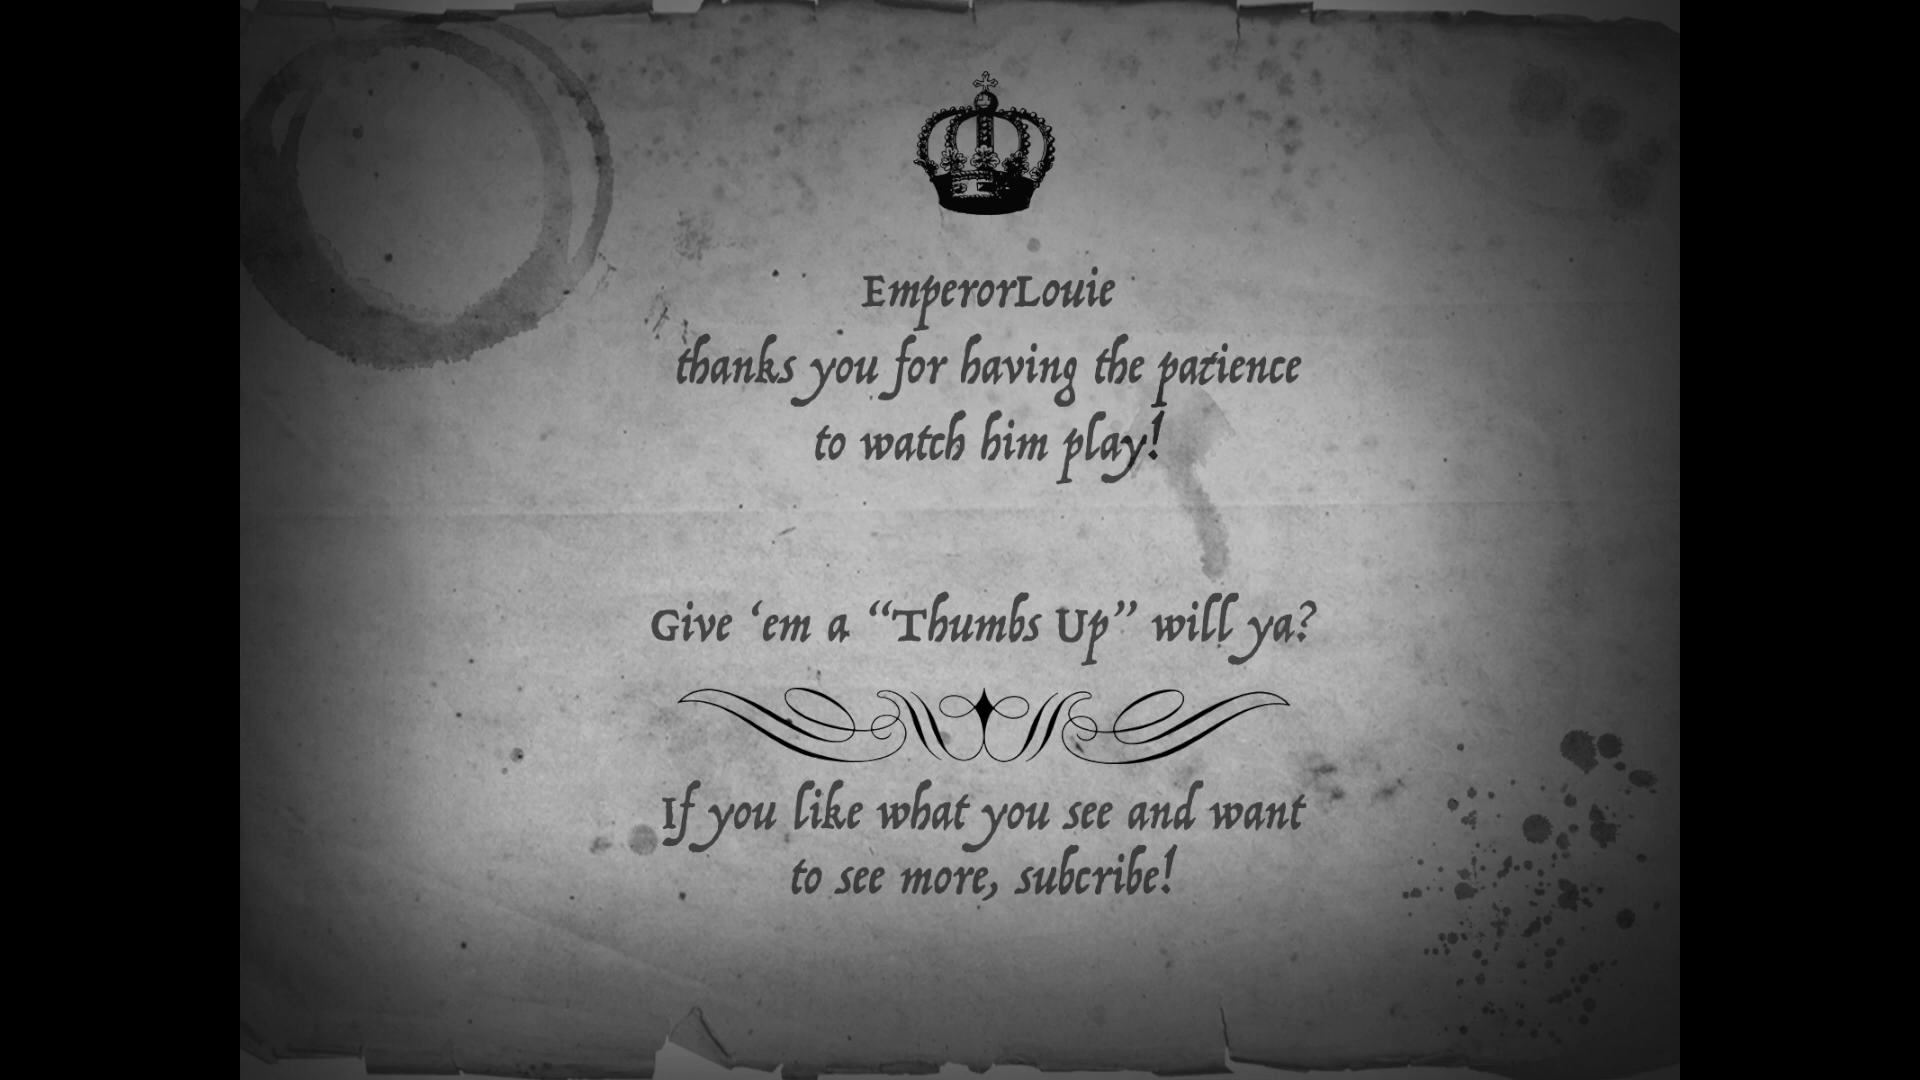 EmperorLouie
thanks you for having the patience
to watch him play!
Give ‘em a “Thumbs Up” will ya?
If you like what you see and want
to see more, subcribe!